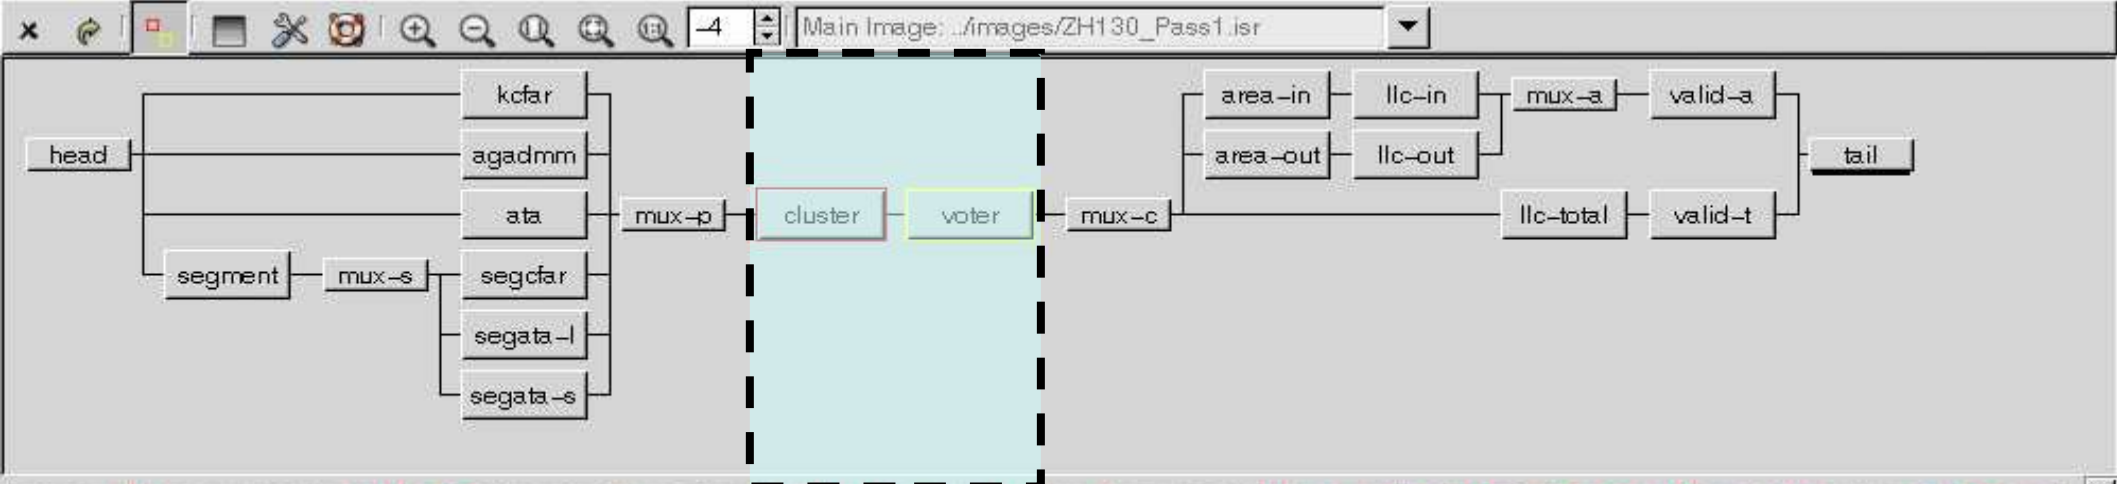 -4 Main Image: ../images/ZH130_Pass1.isr
kcfar area-in llc-in mux-a valid-a
head agadmm area-out llc-out tail
ata mux-p cluster voter mux-c llc-total valid-t
segment mux-s segcfar
segata-l
segata-s